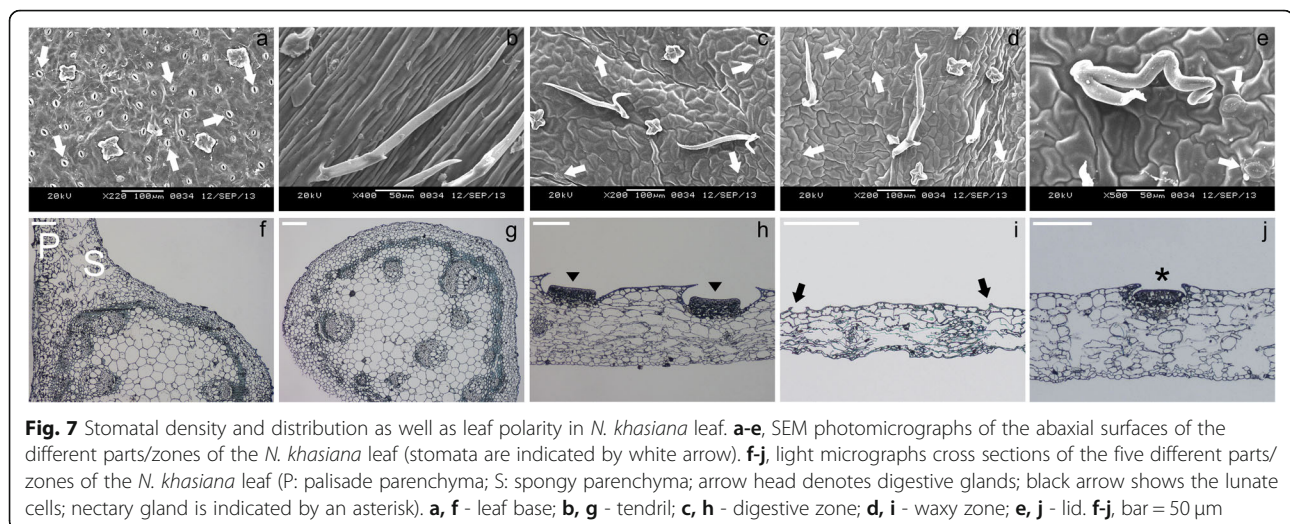 a
b
c
d
e
20kV X220 100µm 0034 12/SEP/13
20kV X400 50µm 0034 12/SEP/13
20kV X200 100µm 0034 12/SEP/13
20kV X200 100µm 0034 12/SEP/13
20kV X500 50µm 0034 12/SEP/13
P
S
f
g
h
i
j
*
Fig. 7 Stomatal density and distribution as well as leaf polarity in N. khasiana leaf. a-e, SEM photomicrographs of the abaxial surfaces of the
different parts/zones of the N. khasiana leaf (stomata are indicated by white arrow). f-j, light micrographs cross sections of the five different parts/
zones of the N. khasiana leaf (P: palisade parenchyma; S: spongy parenchyma; arrow head denotes digestive glands; black arrow shows the lunate
cells; nectary gland is indicated by an asterisk). a, f - leaf base; b, g - tendril; c, h - digestive zone; d, i - waxy zone; e, j - lid. f-j, bar = 50 µm